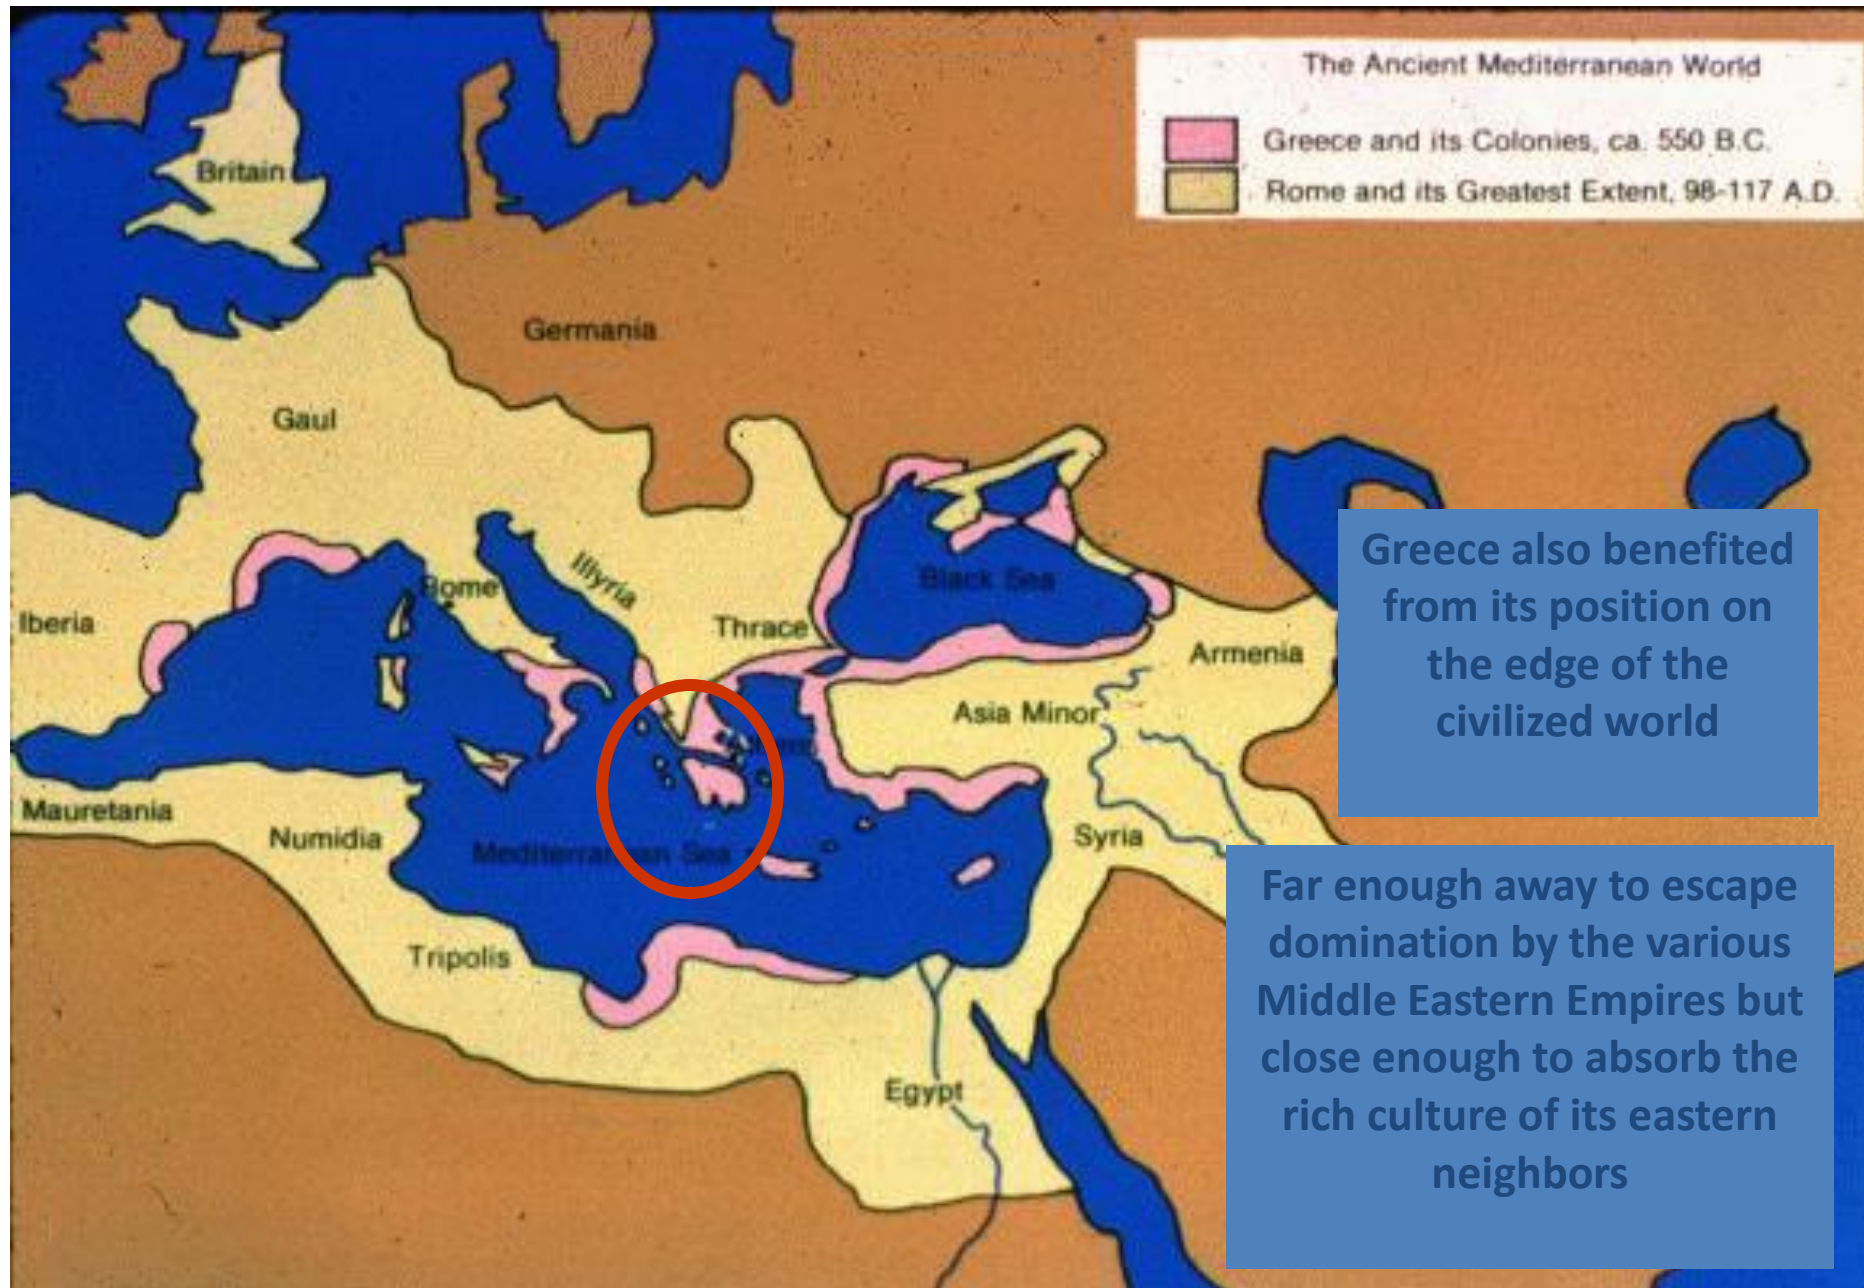 The Ancient Mediterranean World
Greece and its Colonies, ca. 550 B.C.
Rome and its Greatest Extent, 98-117 A.D.
Britain
Germania
Gaul
Iberia
Rome
Illyria
Thrace
Black Sea
Armenia
Asia Minor
Mauretania
Numidia
Mediterranean Sea
Syria
Tripolis
Egypt
Greece also benefited
from its position on
the edge of the
civilized world
Far enough away to escape
domination by the various
Middle Eastern Empires but
close enough to absorb the
rich culture of its eastern
neighbors